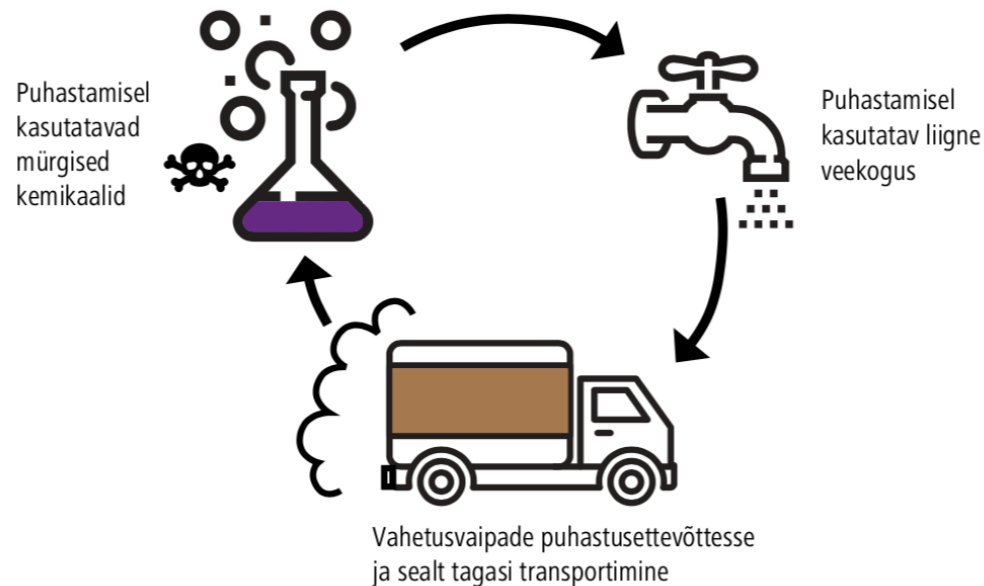 Puhastamisel
kasutatavad
mürgised
kemikaalid
Puhastamisel
kasutatav liigne
veekogus
Vahetusvaipade puhastusettevõttesse
ja sealt tagasi transportimine